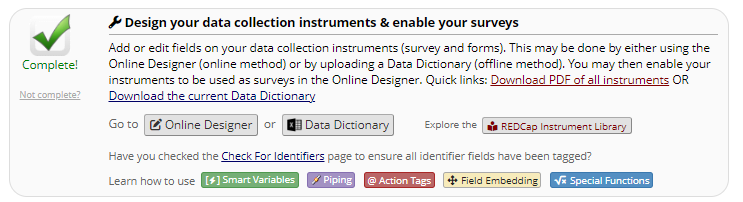 Design your data collection instruments & enable your surveys
Complete!
Not complete?
Add or edit fields on your data collection instruments (survey and forms). This may be done by either using the
Online Designer (online method) or by uploading a Data Dictionary (offline method). You may then enable your
instruments to be used as surveys in the Online Designer. Quick links: Download PDF of all instruments OR
Download the current Data Dictionary
Go to Online Designer or Data Dictionary Explore the REDCap Instrument Library
Have you checked the Check For Identifiers page to ensure all identifier fields have been tagged?
Learn how to use [⚡] Smart Variables Piping @ Action Tags Field Embedding √x Special Functions